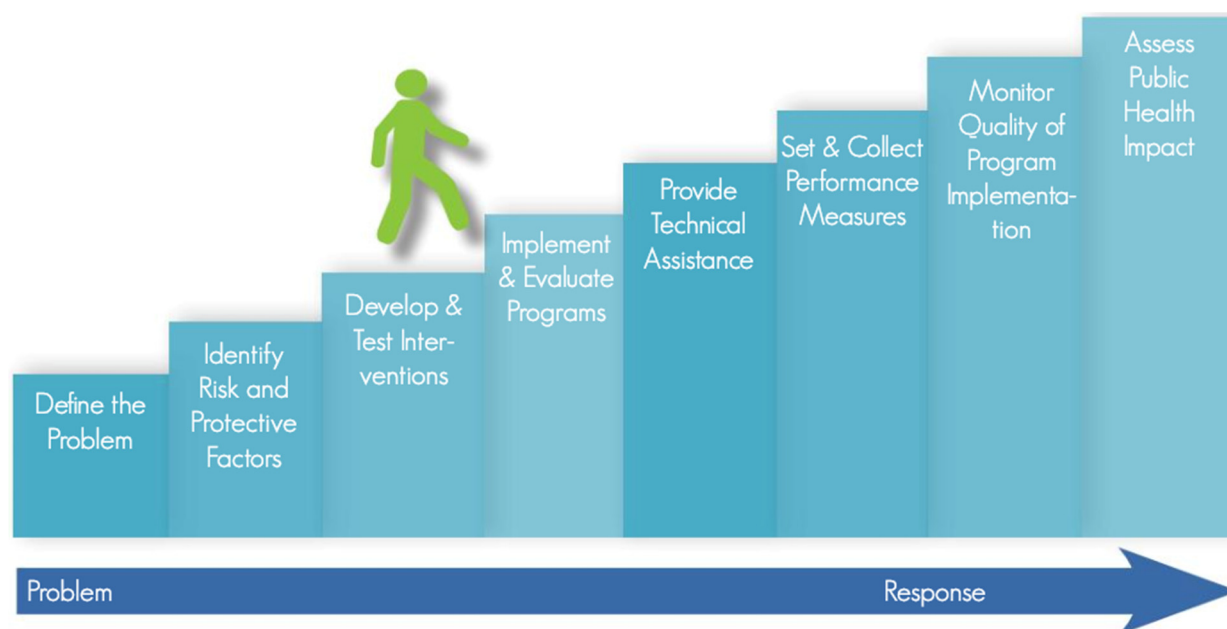 Define the
Problem
Identify
Risk and
Protective
Factors
Develop &
Test Inter-
ventions
Implement
& Evaluate
Programs
Provide
Technical
Assistance
Set & Collect
Performance
Measures
Monitor
Quality of
Program
Implementa-
tion
Assess
Public
Health
Impact
Problem
Response